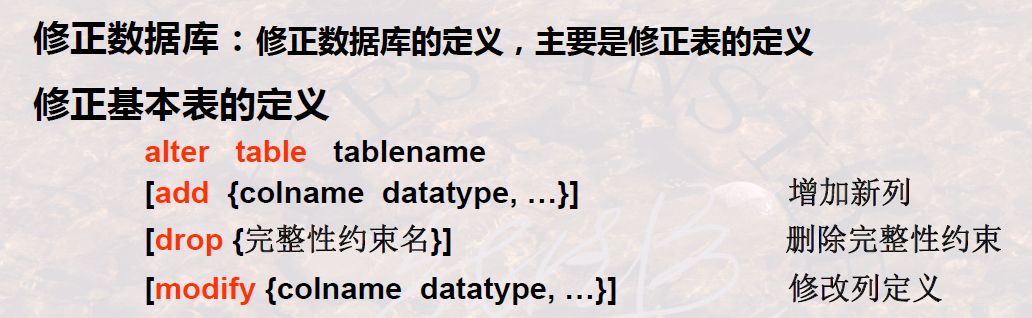 修正数据库：修正数据库的定义，主要是修正表的定义
修正基本表的定义
alter table tablename
[add {colname datatype, …}] 增加新列
[drop {完整性约束名}] 删除完整性约束
[modify {colname datatype, …}] 修改列定义